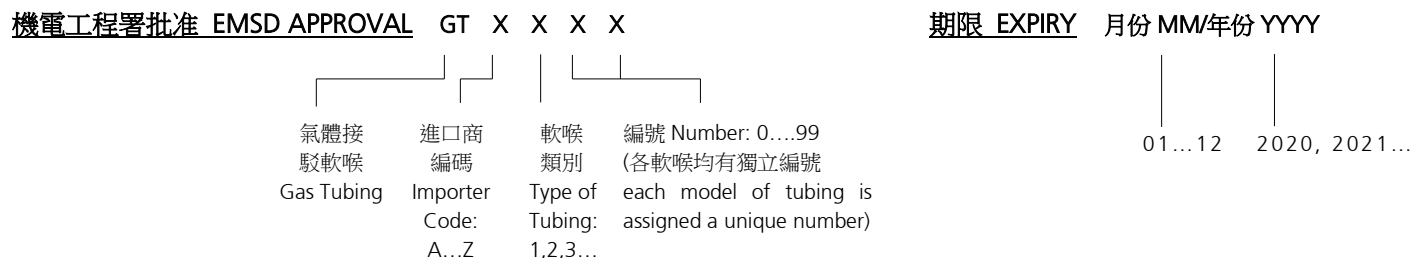 機電工程署批准 EMSD APPROVAL GT X X X X 期限 EXPIRY 月份 MM/年份 YYYY
氣體接
駁軟喉
Gas Tubing
進口商
編碼
Importer
Code:
A…Z
軟喉
類別
Type of
Tubing:
1,2,3…
編號 Number: 0….99
(各軟喉均有獨立編號
each model of tubing is
assigned a unique number)
01…12 2020, 2021…